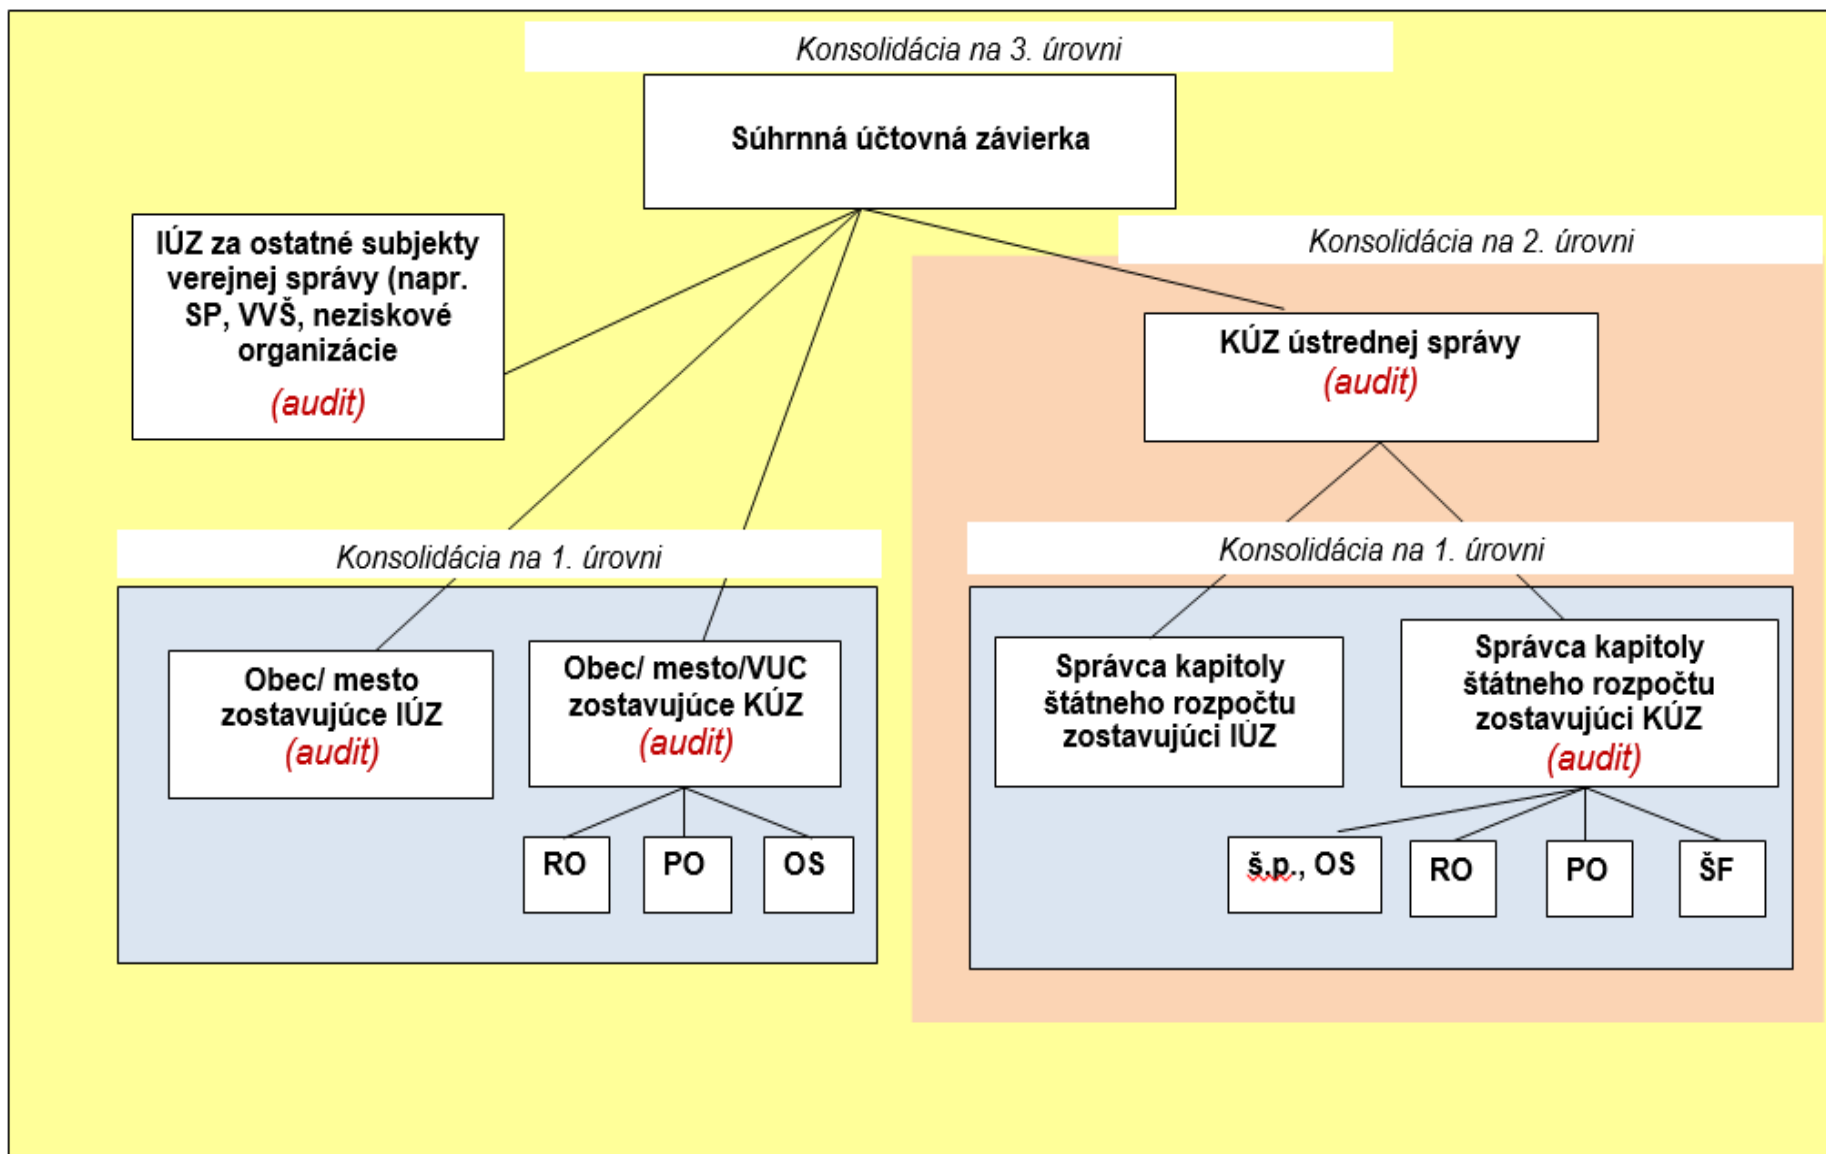 Konsolidácia na 3. úrovni
Súhrnná účtovná závierka
IÚZ za ostatné subjekty
verejnej správy (napr.
SP, VVŠ, neziskové
organizácie
(audit)
Konsolidácia na 2. úrovni
KÚZ ústrednej správy
(audit)
Konsolidácia na 1. úrovni
Obec/ mesto
zostavujúce IÚZ
(audit)
Obec/ mesto/VUC
zostavujúce KÚZ
(audit)
RO
PO
OS
Konsolidácia na 1. úrovni
Správca kapitoly
štátneho rozpočtu
zostavujúci IÚZ
Správca kapitoly
štátneho rozpočtu
zostavujúci KÚZ
(audit)
š.p., OS
RO
PO
ŠF